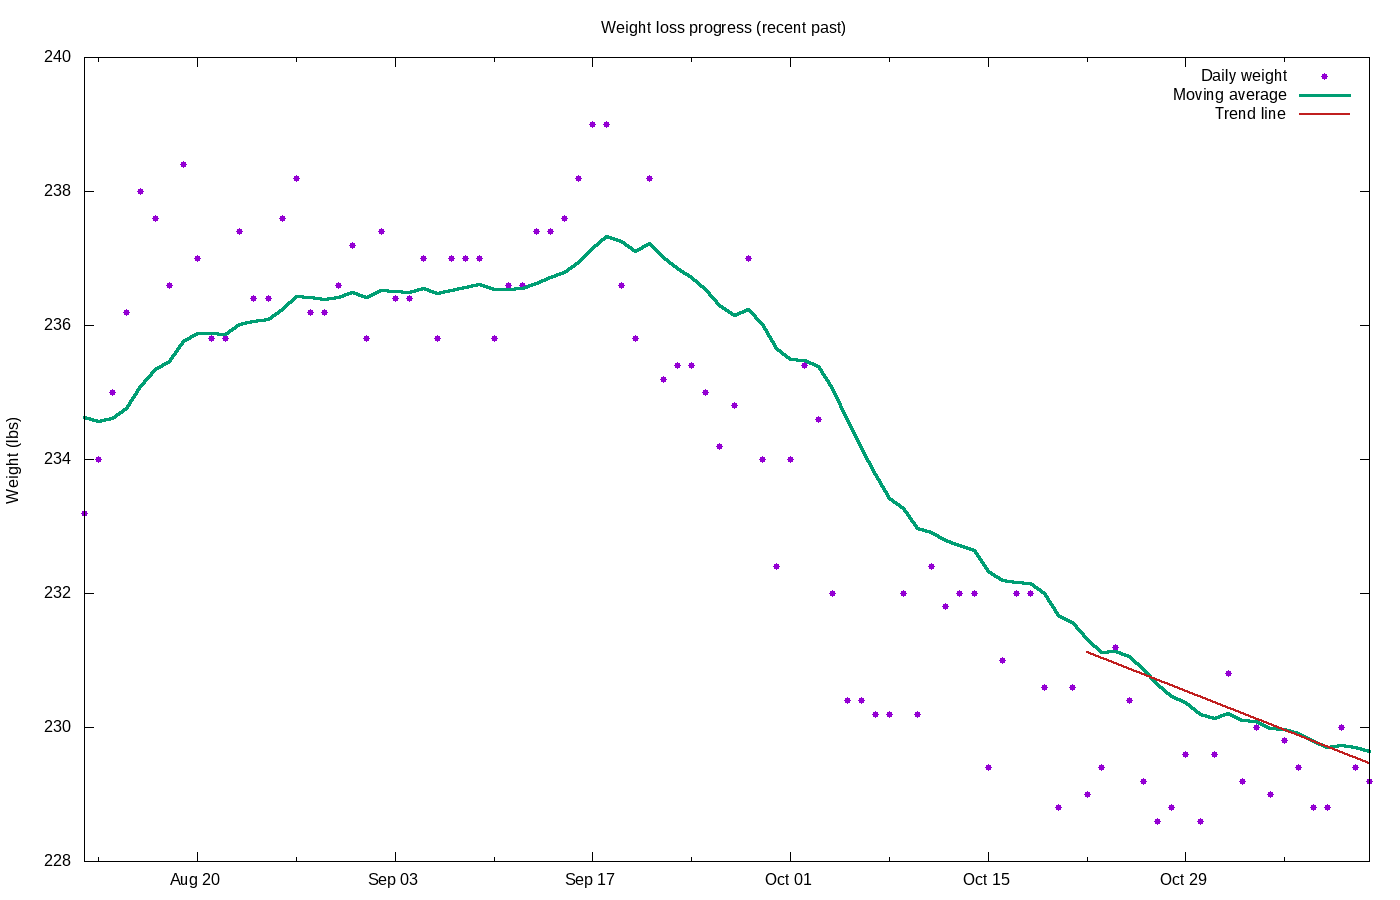 Weight loss progress (recent past)
240
238
236
234
232
230
228
Weight (lbs)
Daily weight
Moving average
Trend line
Aug 20
Sep 03
Sep 17
Oct 01
Oct 15
Oct 29